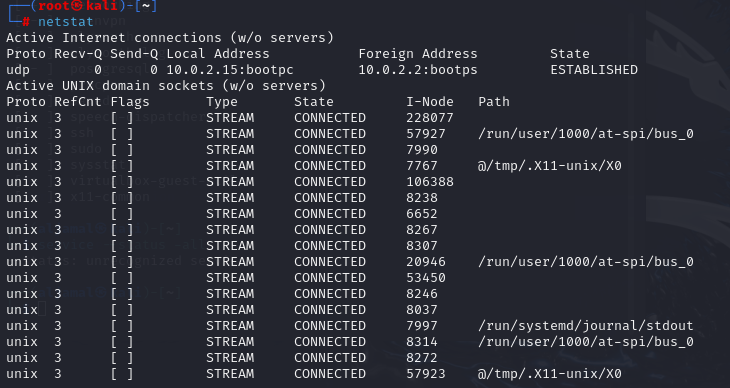 ┌──(root㉿kali)-[~]
└─# netstat
Active Internet connections (w/o servers)
Proto Recv-Q Send-Q Local Address           Foreign Address         State
udp        0      0 10.0.2.15:bootpc        10.0.2.2:bootps         ESTABLISHED
Active UNIX domain sockets (w/o servers)
Proto RefCnt Flags       Type       State         I-Node   Path
unix  3      [ ]         STREAM     CONNECTED     228077
unix  3      [ ]         STREAM     CONNECTED     57927    /run/user/1000/at-spi/bus_0
unix  3      [ ]         STREAM     CONNECTED     7990
unix  3      [ ]         STREAM     CONNECTED     7767     @/tmp/.X11-unix/X0
unix  3      [ ]         STREAM     CONNECTED     106388
unix  3      [ ]         STREAM     CONNECTED     8238
unix  3      [ ]         STREAM     CONNECTED     6652
unix  3      [ ]         STREAM     CONNECTED     8267
unix  3      [ ]         STREAM     CONNECTED     8307
unix  3      [ ]         STREAM     CONNECTED     20946    /run/user/1000/at-spi/bus_0
unix  3      [ ]         STREAM     CONNECTED     53450
unix  3      [ ]         STREAM     CONNECTED     8246
unix  3      [ ]         STREAM     CONNECTED     8037
unix  3      [ ]         STREAM     CONNECTED     7997     /run/systemd/journal/stdout
unix  3      [ ]         STREAM     CONNECTED     8314     /run/user/1000/at-spi/bus_0
unix  3      [ ]         STREAM     CONNECTED     8272
unix  3      [ ]         STREAM     CONNECTED     57923    @/tmp/.X11-unix/X0